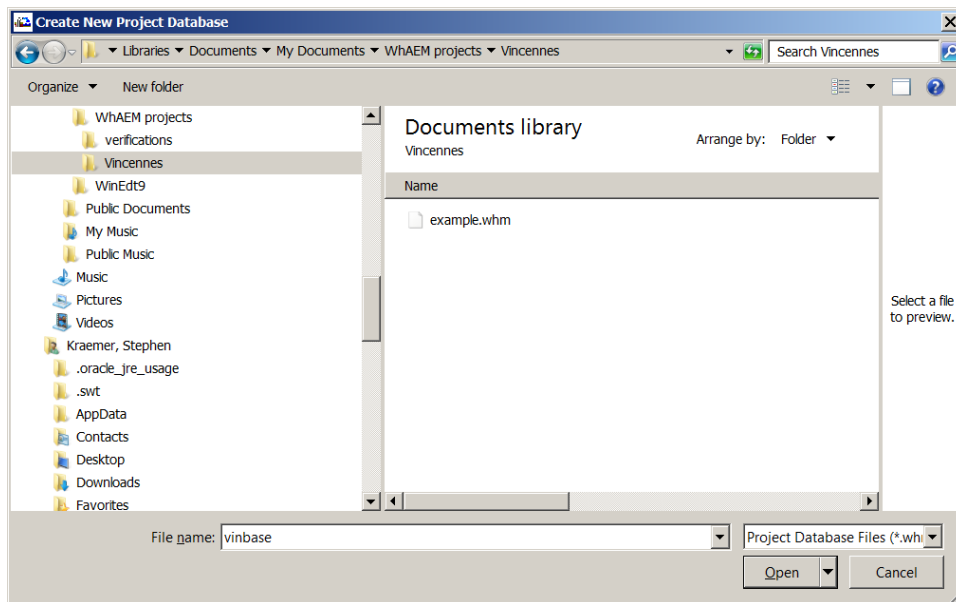 Create New Project Database
Libraries Documents My Documents WhAEM projects Vincennes
Search Vincennes
Organize New folder
WhAEM projects
verifications
Vincennes
WinEdt9
Public Documents
My Music
Public Music
Music
Pictures
Videos
Kraemer, Stephen
.oracle_jre_usage
.swt
AppData
Contacts
Desktop
Downloads
Favorites
Documents library
Vincennes
Arrange by: Folder
Name
example.whm
Select a file
to preview.
File name: vinbase
Project Database Files (*.wh
Open Cancel